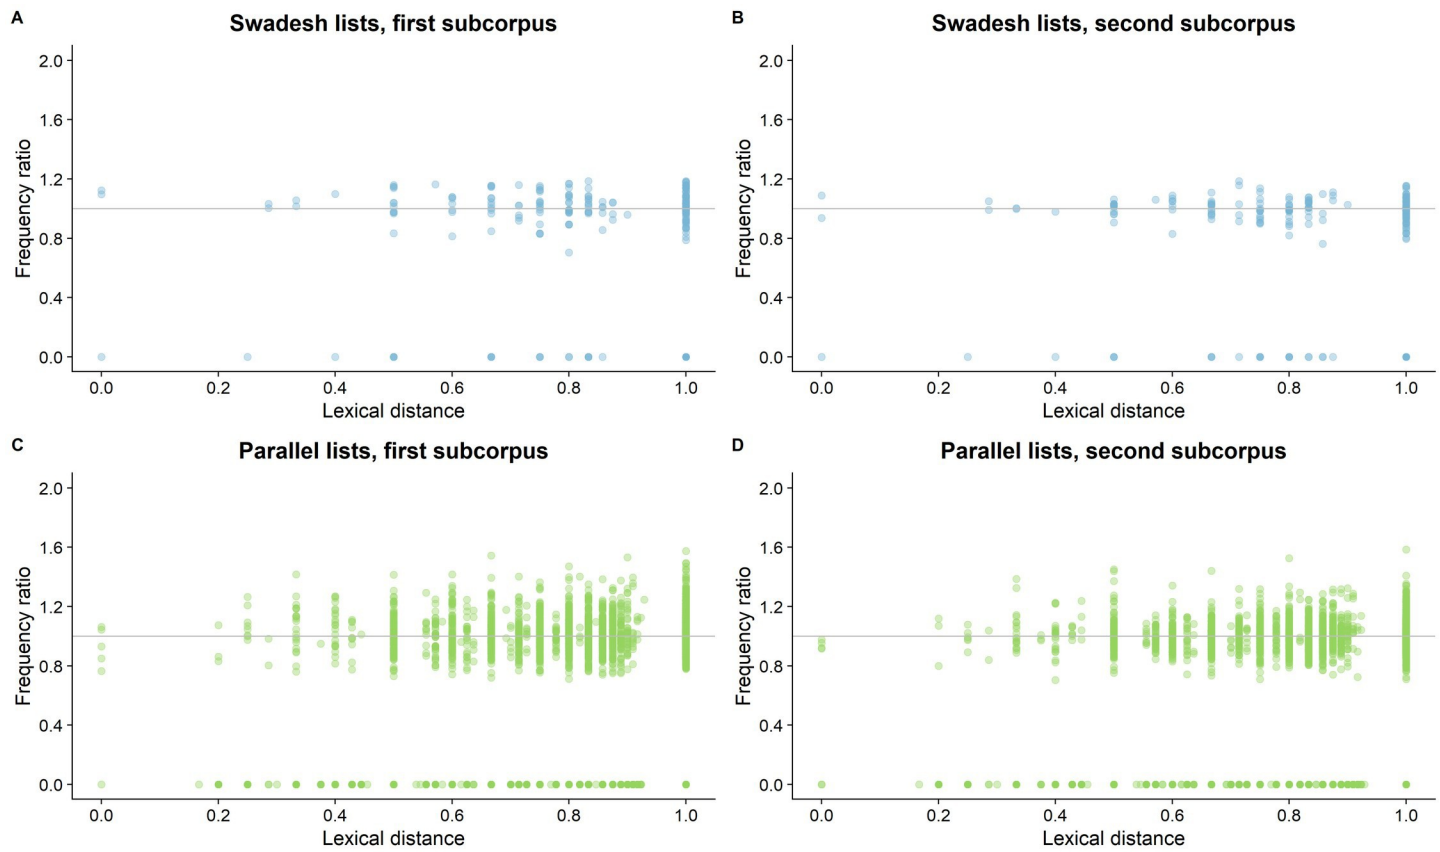 A
Swadesh lists, first subcorpus
2.0
1.6
1.2
0.8
0.4
0.0
Frequency ratio
0.0 0.2 0.4 0.6 0.8 1.0
Lexical distance
B
Swadesh lists, second subcorpus
2.0
1.6
1.2
0.8
0.4
0.0
Frequency ratio
0.0 0.2 0.4 0.6 0.8 1.0
Lexical distance
C
Parallel lists, first subcorpus
2.0
1.6
1.2
0.8
0.4
0.0
Frequency ratio
0.0 0.2 0.4 0.6 0.8 1.0
Lexical distance
D
Parallel lists, second subcorpus
2.0
1.6
1.2
0.8
0.4
0.0
Frequency ratio
0.0 0.2 0.4 0.6 0.8 1.0
Lexical distance